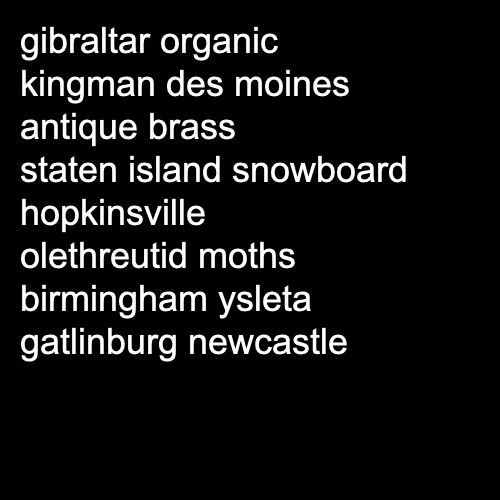 gibraltar organic
kingman des moines
antique brass
staten island snowboard
hopkinsville
olethreutid moths
birmingham ysleta
gatlinburg newcastle